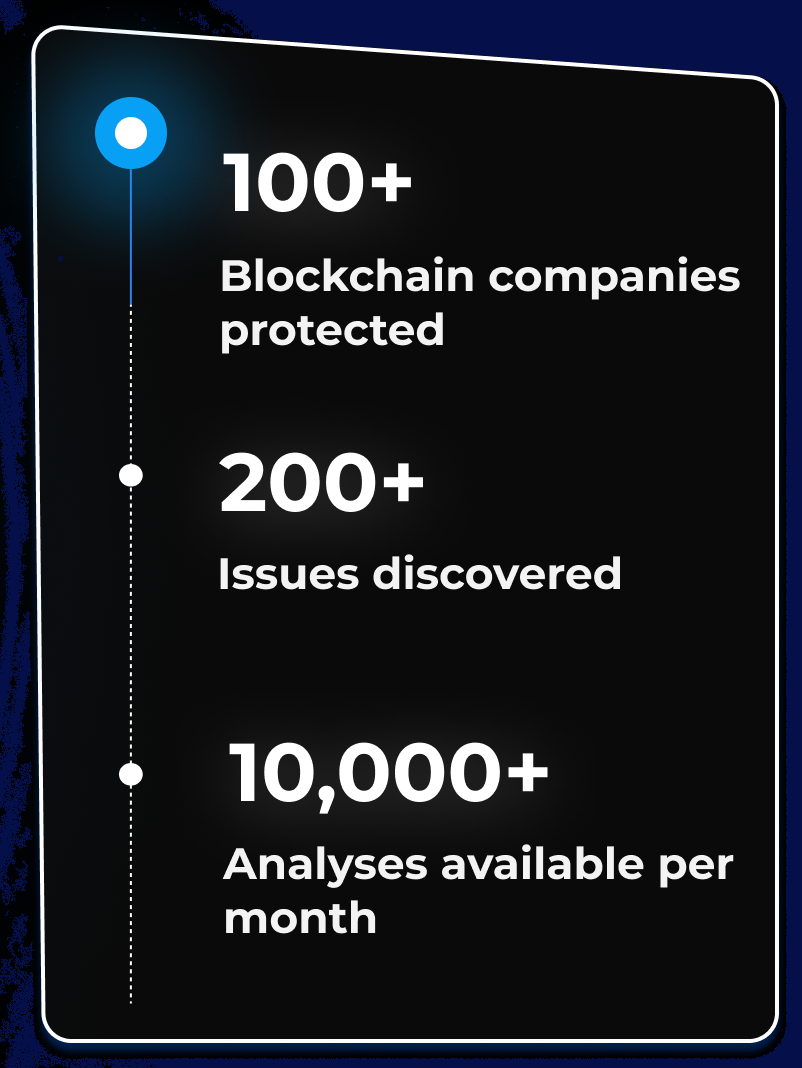 100+
Blockchain companies
protected
200+
Issues discovered
10,000+
Analyses available per
month